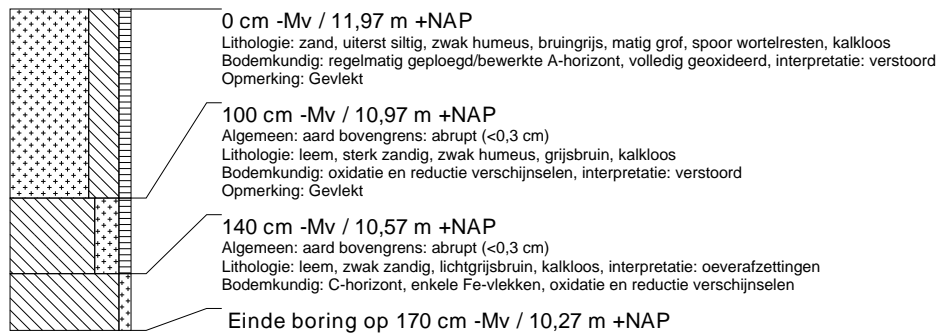 0 cm -Mv / 11,97 m +NAP
Lithologie: zand, uiterst siltig, zwak humeus, bruingrijs, matig grof, spoor wortelresten, kalkloos
Bodemkundig: regelmatig geploegd/bewerkte A-horizont, volledig geoxideerd, interpretatie: verstoord
Opmerking: Gevlekt
100 cm -Mv / 10,97 m +NAP
Algemeen: aard bovengrens: abrupt (<0,3 cm)
Lithologie: leem, sterk zandig, zwak humeus, grijsbruin, kalkloos
Bodemkundig: oxidatie en reductie verschijnselen, interpretatie: verstoord
Opmerking: Gevlekt
140 cm -Mv / 10,57 m +NAP
Algemeen: aard bovengrens: abrupt (<0,3 cm)
Lithologie: leem, zwak zandig, lichtgrijsbruin, kalkloos, interpretatie: oeverafzettingen
Bodemkundig: C-horizont, enkele Fe-vlekken, oxidatie en reductie verschijnselen
Einde boring op 170 cm -Mv / 10,27 m +NAP